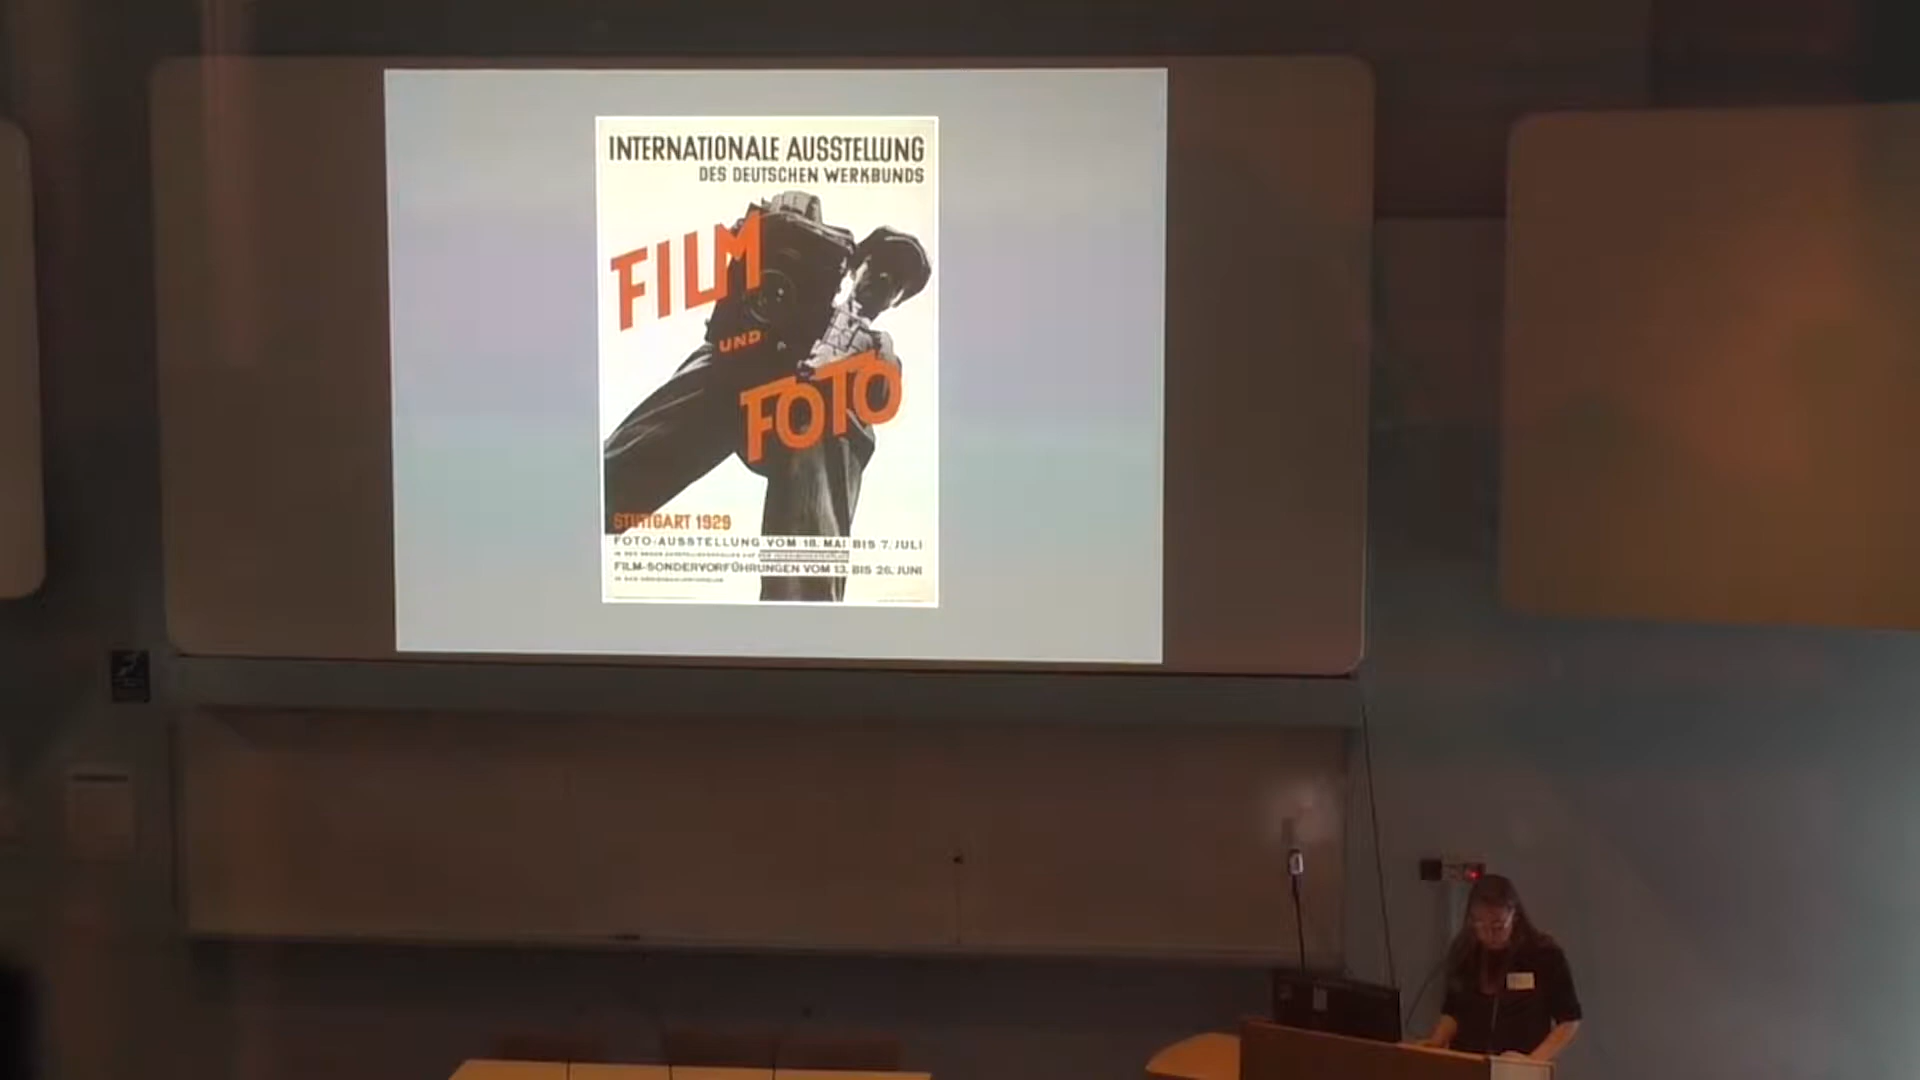 INTERNATIONALE AUSSTELLUNG
DES DEUTSCHEN WERKBUNDS
FILM
UND
FOTO
STUTTGART 1929
FOTO-AUSSTELLUNG VOM 18. MAI BIS 7. JULI
FILM-SONDERVORFÜHRUNGEN VOM 13. BIS 26. JUNI